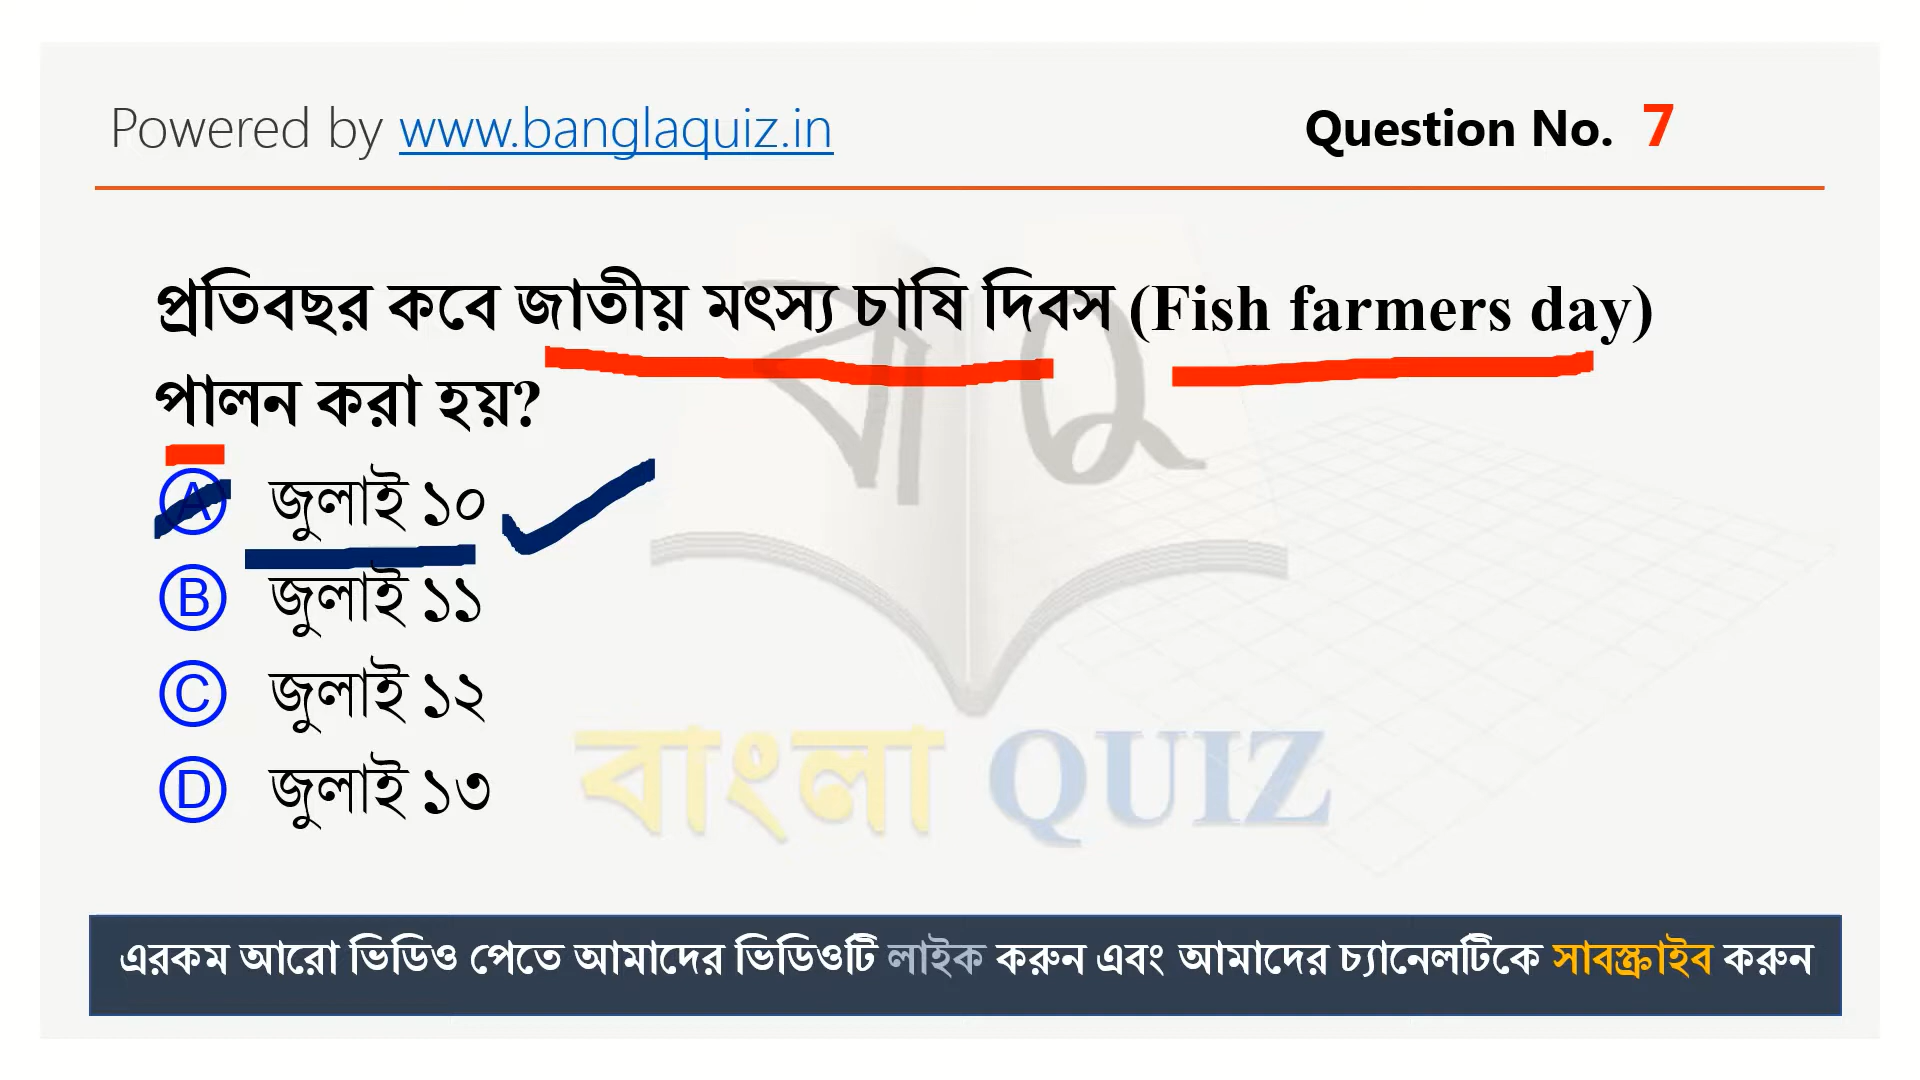 Powered by www.banglaquiz.in
Question No. 7
প্রতিবছর কবে জাতীয় মৎস্য চাষি দিবস (Fish farmers day)
পালন করা হয়?
Ⓐ জুলাই ১০
Ⓑ জুলাই ১১
Ⓒ জুলাই ১২
Ⓓ জুলাই ১৩
বা Q
বাংলা QUIZ
এরকম আরো ভিডিও পেতে আমাদের ভিডিওটি লাইক করুন এবং আমাদের চ্যানেলটিকে সাবস্ক্রাইব করুন